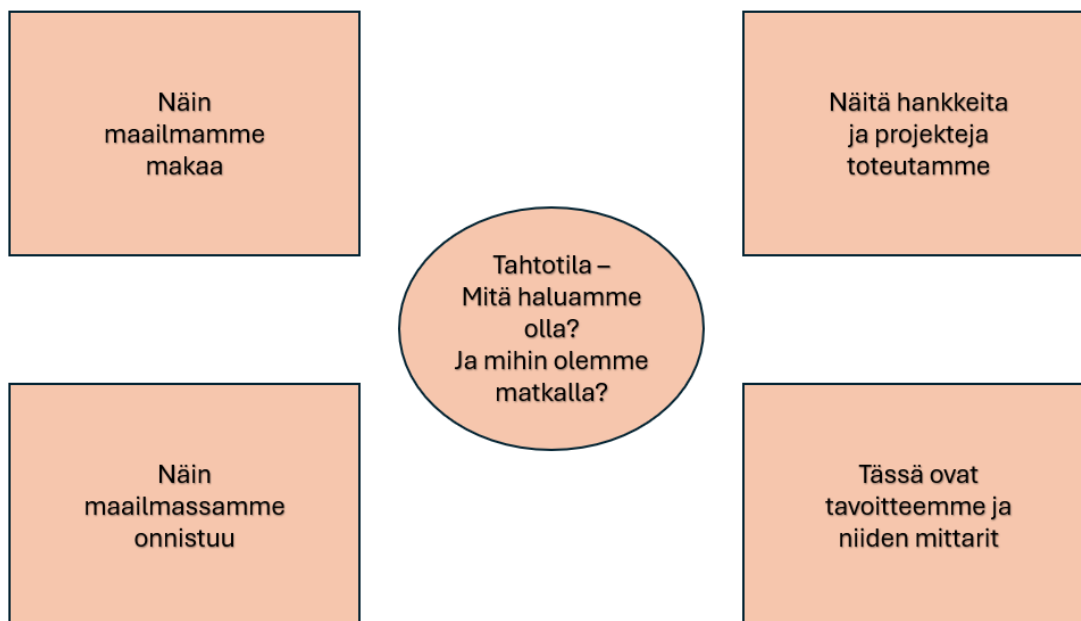 Näin
maailmamme
makaa
Näitä hankkeita
ja projekteja
toteutamme
Tahtotila –
Mitä haluamme
olla?
Ja mihin olemme
matkalla?
Näin
maailmassamme
onnistuu
Tässä ovat
tavoitteemme ja
niiden mittarit